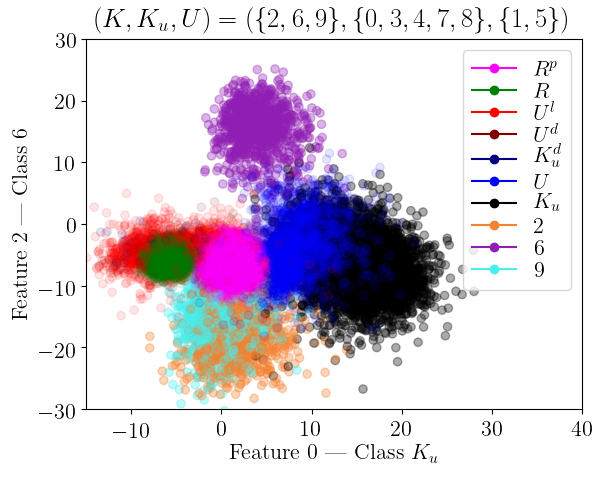 (K, K_u, U) = ({2, 6, 9}, {0, 3, 4, 7, 8}, {1, 5})
30
20
10
0
−10
−20
−30
Feature 2 — Class 6
R^p
R
U^l
U^d
K_u^d
U
K_u
2
6
9
−10
0
10
20
30
40
Feature 0 — Class K_u